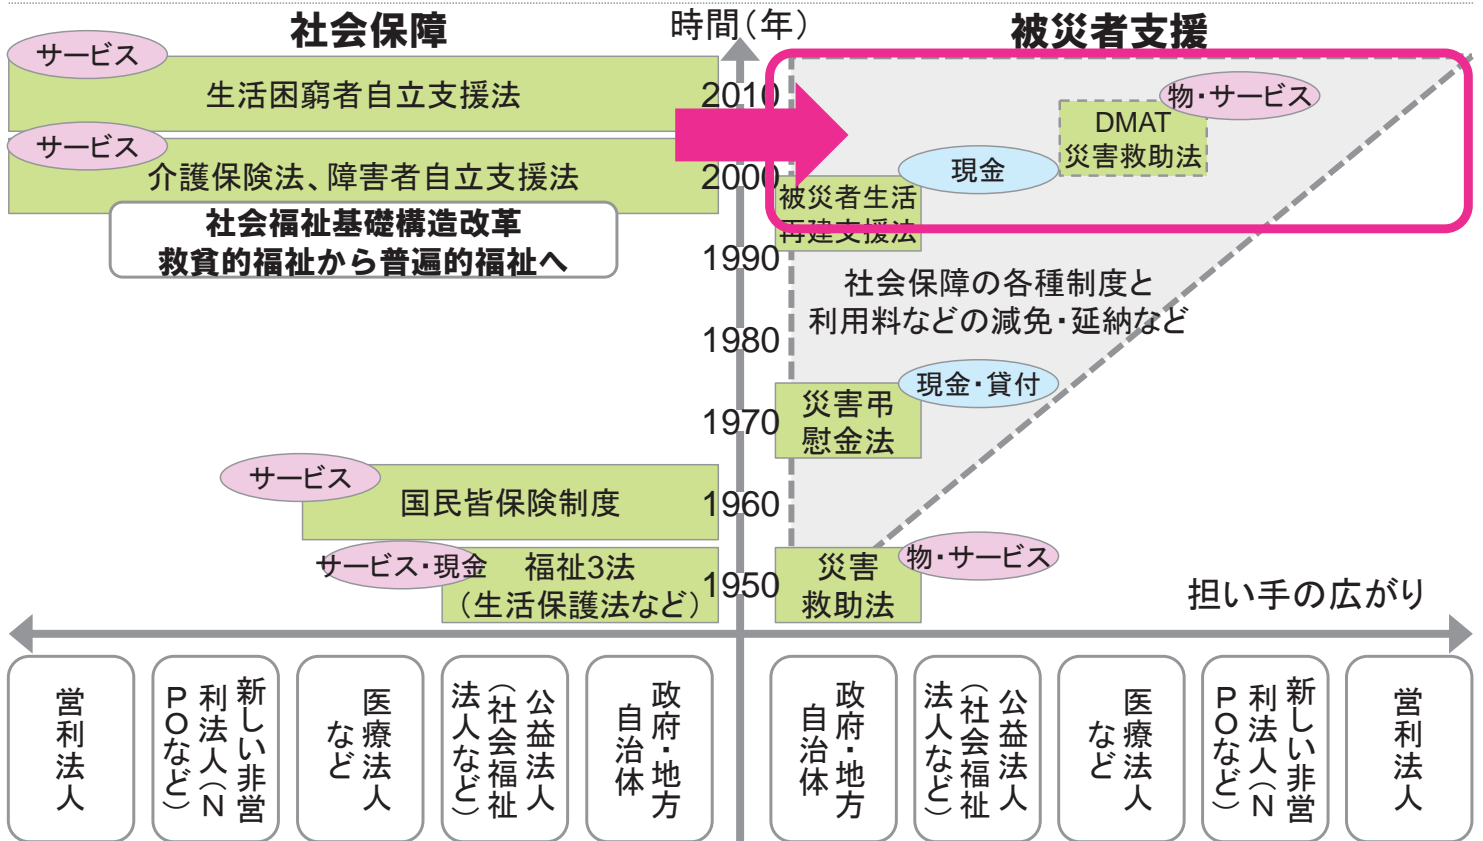 社会保障
時間（年）
被災者支援
サービス
生活困窮者自立支援法
2010
物・サービス
DMAT
災害救助法
サービス
介護保険法、障害者自立支援法
2000
現金
被災者生活
再建支援法
社会福祉基礎構造改革
救貧的福祉から普遍的福祉へ
1990
社会保障の各種制度と
利用料などの減免・延納など
1980
現金・貸付
災害弔
慰金法
1970
サービス
国民皆保険制度
1960
サービス・現金
福祉3法
（生活保護法など）
1950
災害
救助法
物・サービス
担い手の広がり
営利法人
新しい非営
利法人（N
POなど）
医療法人
など
公益法人
（社会福祉
法人など）
政府・地方
自治体
政府・地方
自治体
公益法人
（社会福祉
法人など）
医療法人
など
新しい非営
利法人（N
POなど）
営利法人